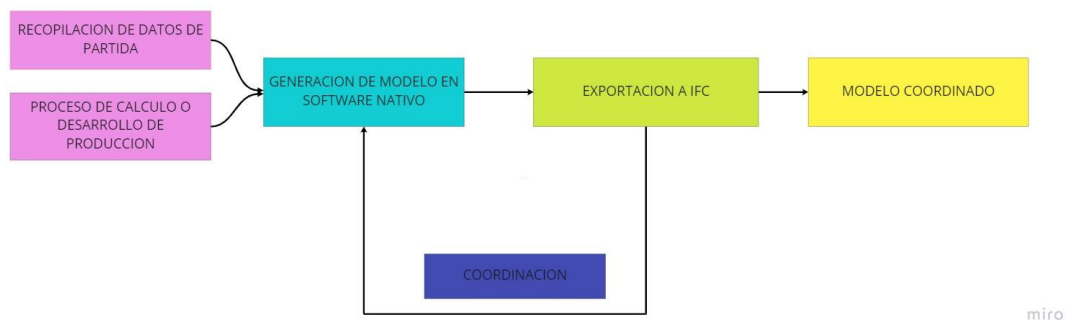 RECOPILACION DE DATOS DE
PARTIDA
PROCESO DE CALCULO O
DESARROLLO DE
PRODUCCION
GENERACION DE MODELO EN
SOFTWARE NATIVO
EXPORTACION A IFC
MODELO COORDINADO
COORDINACION
miro